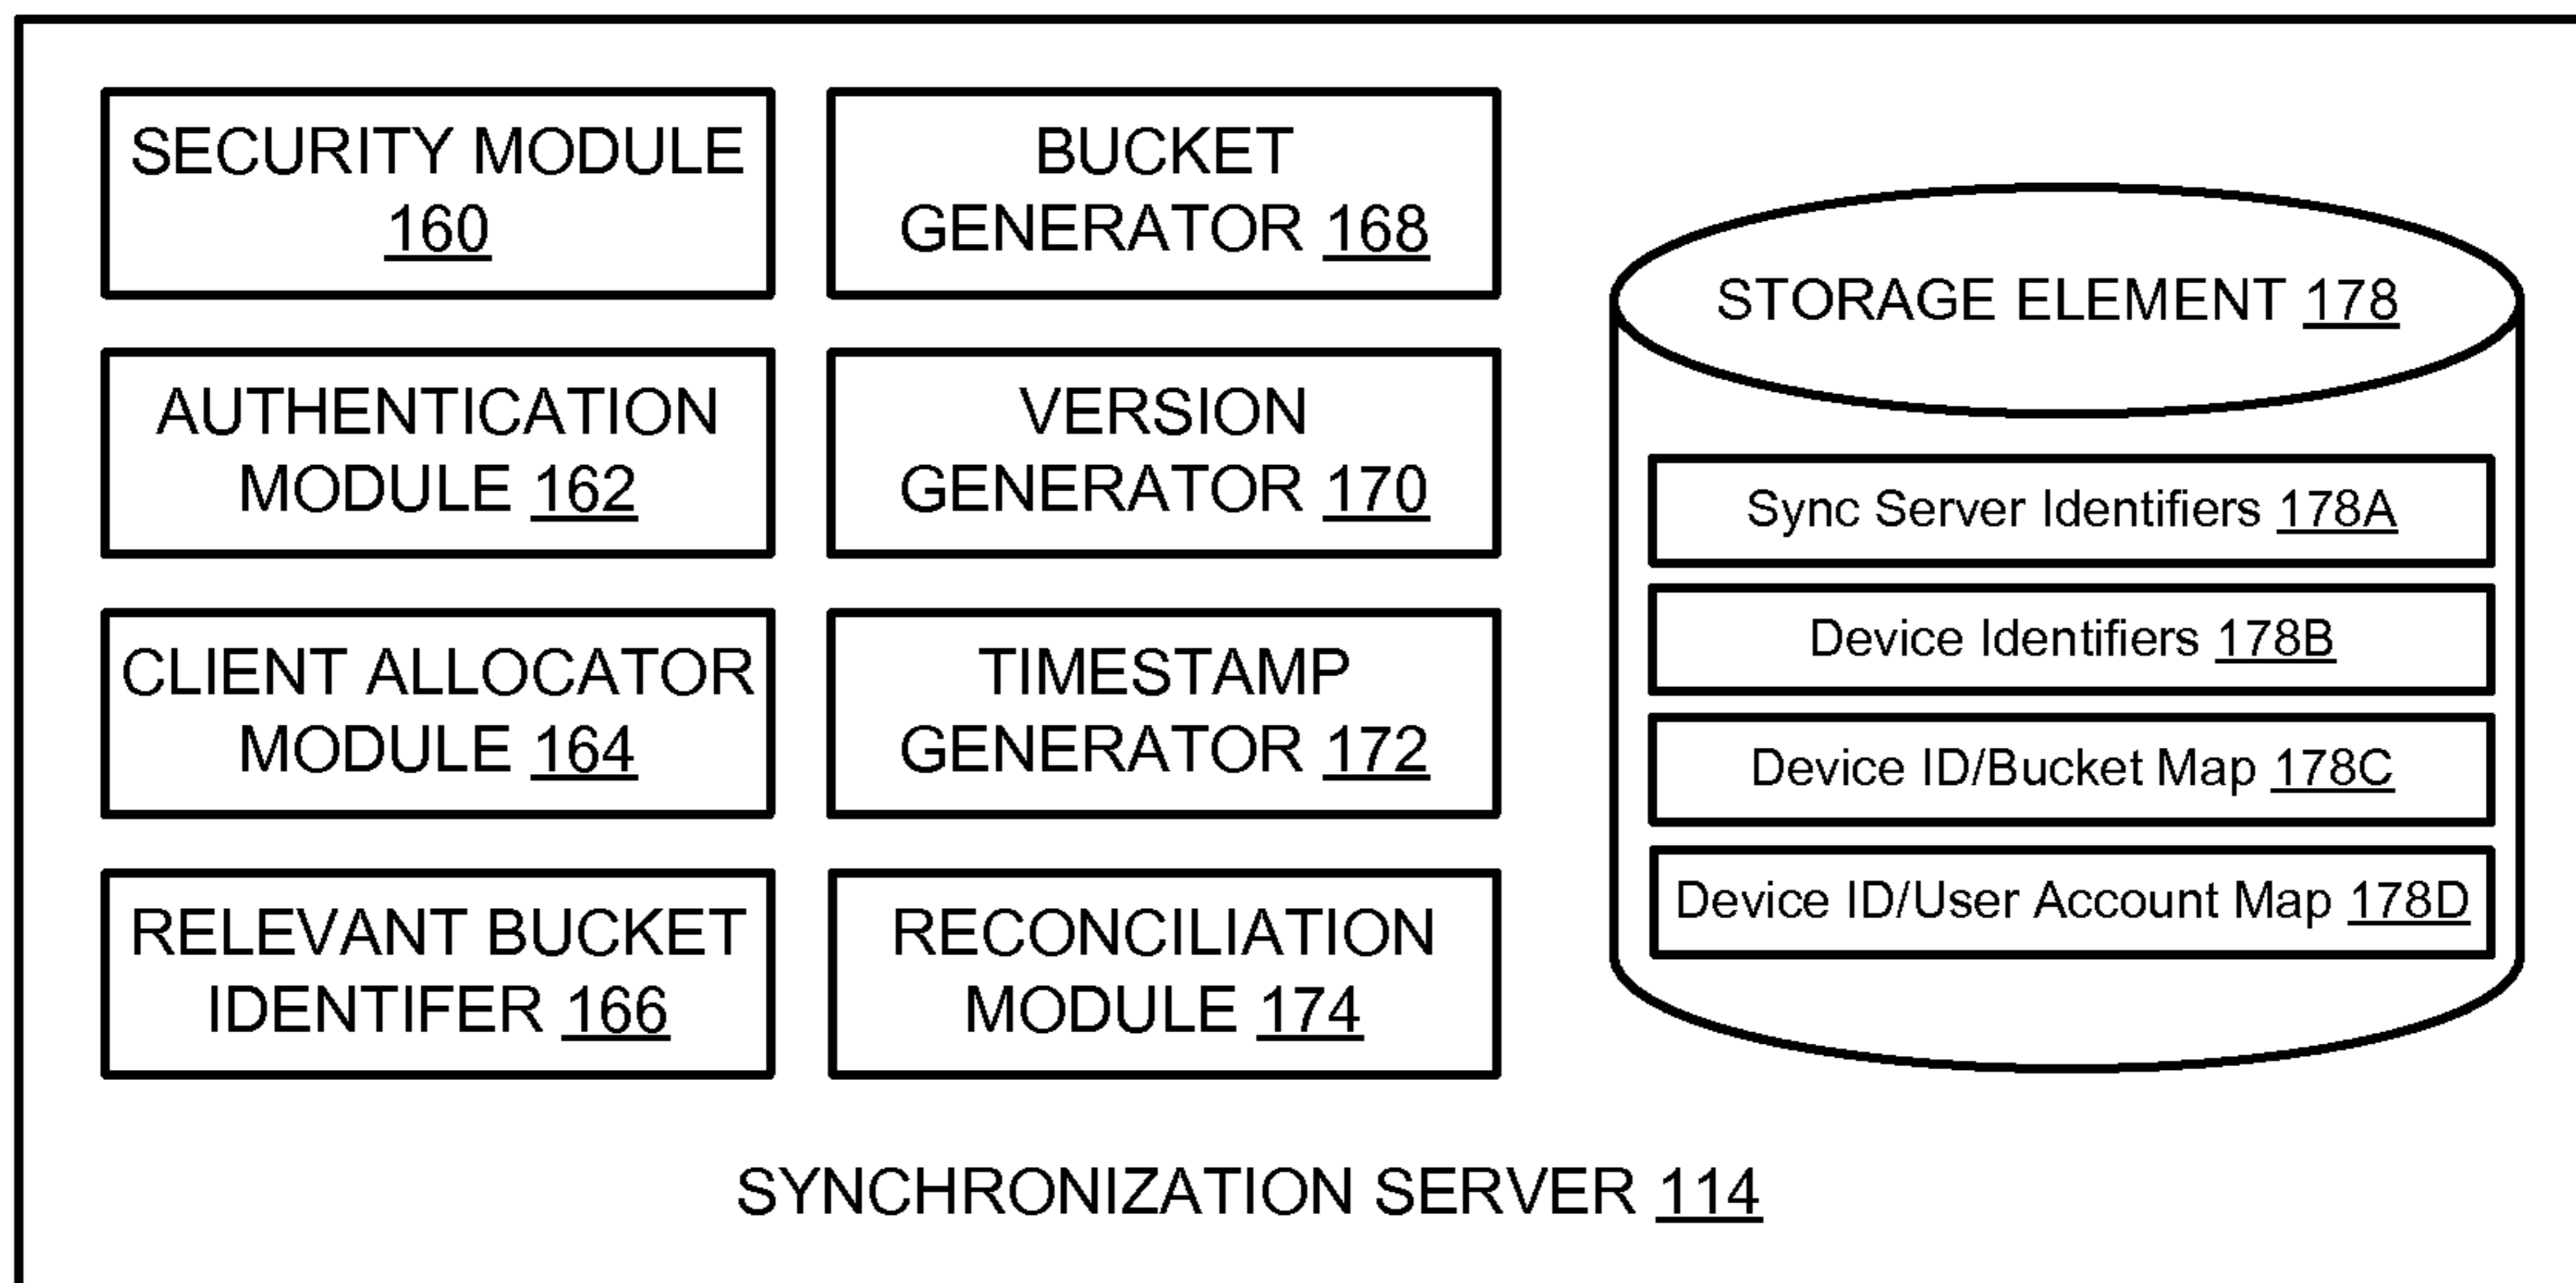 SECURITY MODULE
160
AUTHENTICATION
MODULE 162
CLIENT ALLOCATOR
MODULE 164
RELEVANT BUCKET
IDENTIFER 166
BUCKET
GENERATOR 168
VERSION
GENERATOR 170
TIMESTAMP
GENERATOR 172
RECONCILIATION
MODULE 174
STORAGE ELEMENT 178
Sync Server Identifiers 178A
Device Identifiers 178B
Device ID/Bucket Map 178C
Device ID/User Account Map 178D
SYNCHRONIZATION SERVER 114